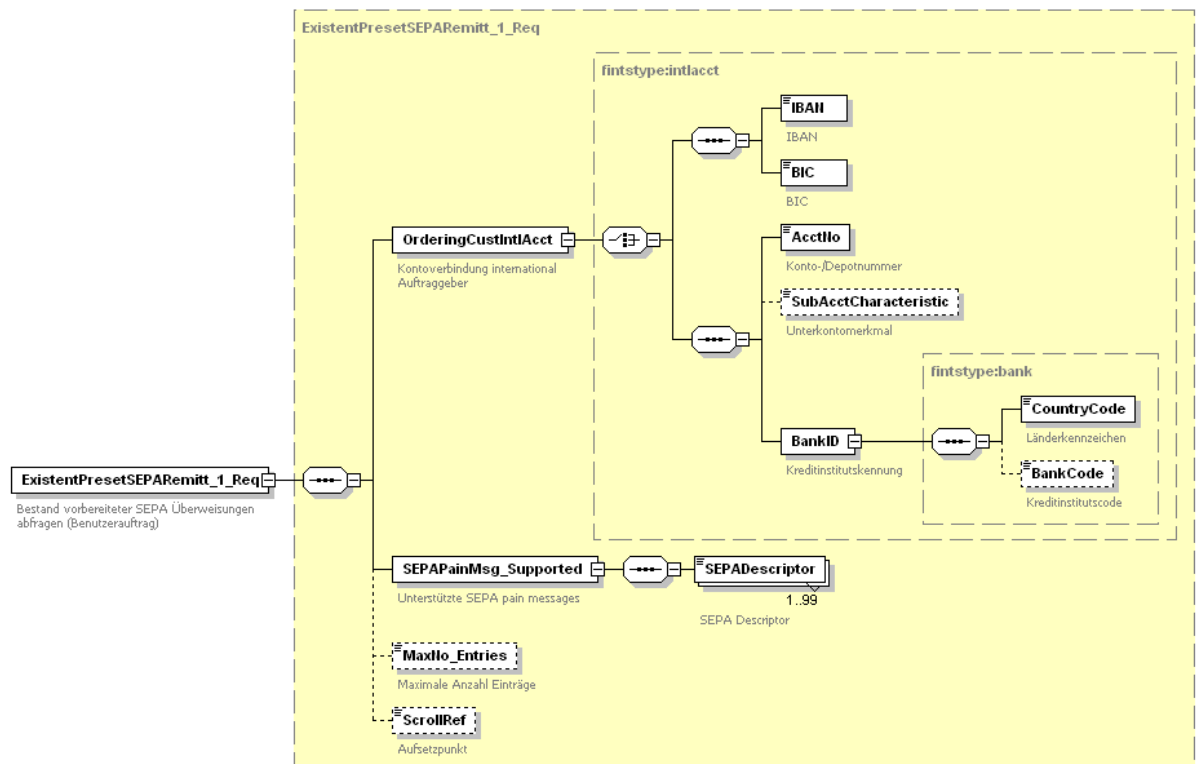 ExistentPresetSEPARemitt_1_Req
fintstype:intlacct
IBAN
IBAN
BIC
BIC
OrderingCustIntlAcct
Kontoverbindung international
Auftraggeber
AcctNo
Konto-/Depotnummer
SubAcctCharacteristic
Unterkontomerkmal
fintstype:bank
CountryCode
Länderkennzeichen
BankID
Kreditinstitutskennung
BankCode
Kreditinstitutscode
ExistentPresetSEPARemitt_1_Req
Bestand vorbereiteter SEPA Überweisungen
abfragen (Benutzerauftrag)
SEPAPainMsg_Supported
Unterstützte SEPA pain messages
SEPADescriptor
1..99
SEPA Descriptor
MaxNo_Entries
Maximale Anzahl Einträge
ScrollRef
Aufsetzpunkt